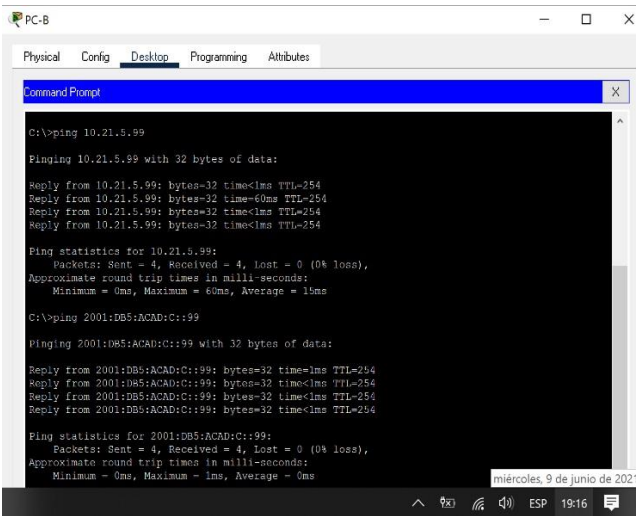 PC-B
Physical Config Desktop Programming Attributes
Command Prompt
X
C:\>ping 10.21.5.99
Pinging 10.21.5.99 with 32 bytes of data:
Reply from 10.21.5.99: bytes=32 time<1ms TTL=254
Reply from 10.21.5.99: bytes=32 time=60ms TTL=254
Reply from 10.21.5.99: bytes=32 time<1ms TTL=254
Reply from 10.21.5.99: bytes=32 time<1ms TTL=254
Ping statistics for 10.21.5.99:
Packets: Sent = 4, Received = 4, Lost = 0 (0% loss),
Approximate round trip times in milli-seconds:
Minimum = 0ms, Maximum = 60ms, Average = 15ms
C:\>ping 2001:DB5:ACAD:C::99
Pinging 2001:DB5:ACAD:C::99 with 32 bytes of data:
Reply from 2001:DB5:ACAD:C::99: bytes=32 time=1ms TTL=254
Reply from 2001:DB5:ACAD:C::99: bytes=32 time<1ms TTL=254
Reply from 2001:DB5:ACAD:C::99: bytes=32 time<1ms TTL=254
Reply from 2001:DB5:ACAD:C::99: bytes=32 time<1ms TTL=254
Ping statistics for 2001:DB5:ACAD:C::99:
Packets: Sent = 4, Received = 4, Lost = 0 (0% loss),
Approximate round trip times in milli-seconds:
Minimum = 0ms, Maximum = 1ms, Average = 0ms
miércoles, 9 de junio de 2021
ESP 19:16